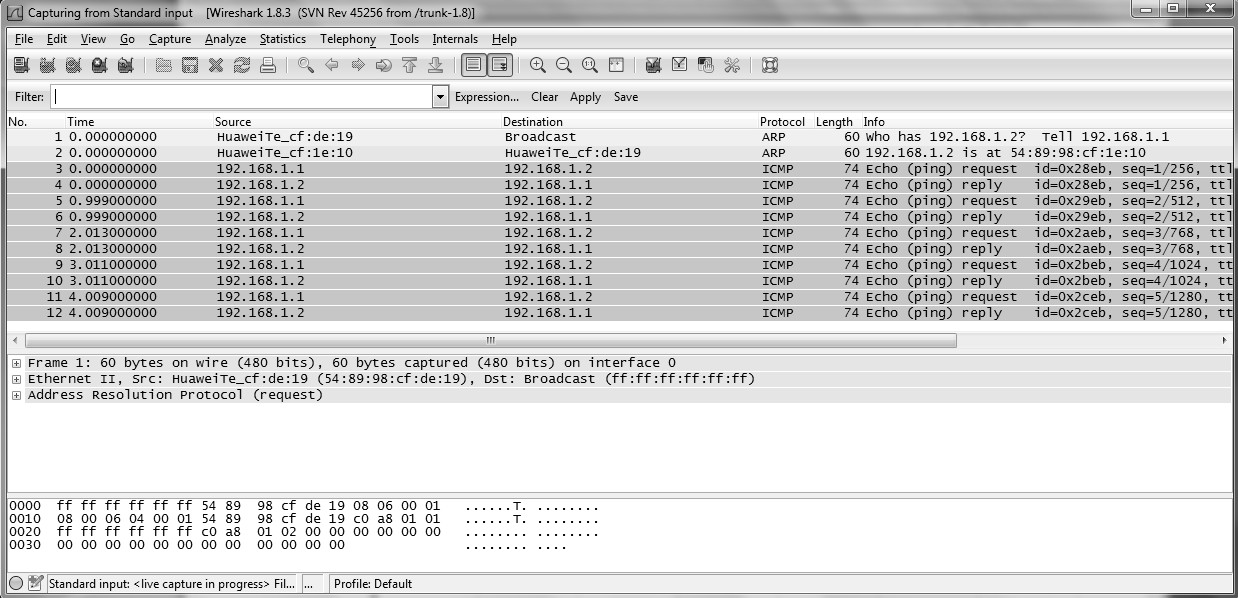 Capturing from Standard input [Wireshark 1.8.3 (SVN Rev 45256 from /trunk-1.8)]
File Edit View Go Capture Analyze Statistics Telephony Tools Internals Help
Filter: Expression... Clear Apply Save
No. Time Source Destination Protocol Length Info
1 0.000000000 HuaweiTe_cf:de:19 Broadcast ARP 60 Who has 192.168.1.2? Tell 192.168.1.1
2 0.000000000 HuaweiTe_cf:1e:10 HuaweiTe_cf:de:19 ARP 60 192.168.1.2 is at 54:89:98:cf:1e:10
3 0.000000000 192.168.1.1 192.168.1.2 ICMP 74 Echo (ping) request id=0x28eb, seq=1/256, ttl
4 0.000000000 192.168.1.2 192.168.1.1 ICMP 74 Echo (ping) reply id=0x28eb, seq=1/256, ttl
5 0.999000000 192.168.1.1 192.168.1.2 ICMP 74 Echo (ping) request id=0x29eb, seq=2/512, ttl
6 0.999000000 192.168.1.2 192.168.1.1 ICMP 74 Echo (ping) reply id=0x29eb, seq=2/512, ttl
7 2.013000000 192.168.1.1 192.168.1.2 ICMP 74 Echo (ping) request id=0x2aeb, seq=3/768, ttl
8 2.013000000 192.168.1.2 192.168.1.1 ICMP 74 Echo (ping) reply id=0x2aeb, seq=3/768, ttl
9 3.011000000 192.168.1.1 192.168.1.2 ICMP 74 Echo (ping) request id=0x2beb, seq=4/1024, tt
10 3.011000000 192.168.1.2 192.168.1.1 ICMP 74 Echo (ping) reply id=0x2beb, seq=4/1024, tt
11 4.009000000 192.168.1.1 192.168.1.2 ICMP 74 Echo (ping) request id=0x2ceb, seq=5/1280, tt
12 4.009000000 192.168.1.2 192.168.1.1 ICMP 74 Echo (ping) reply id=0x2ceb, seq=5/1280, tt
Frame 1: 60 bytes on wire (480 bits), 60 bytes captured (480 bits) on interface 0
Ethernet II, Src: HuaweiTe_cf:de:19 (54:89:98:cf:de:19), Dst: Broadcast (ff:ff:ff:ff:ff:ff)
Address Resolution Protocol (request)
0000 ff ff ff ff ff ff 54 89 98 cf de 19 08 06 00 01 ......T. ........
0010 08 00 06 04 00 01 54 89 98 cf de 19 c0 a8 01 01 ......T. ........
0020 ff ff ff ff ff ff c0 a8 01 02 00 00 00 00 00 00 ........ ........
0030 00 00 00 00 00 00 00 00 00 00 00 00 ........ ....
Standard input: <live capture in progress> Fil... ... Profile: Default